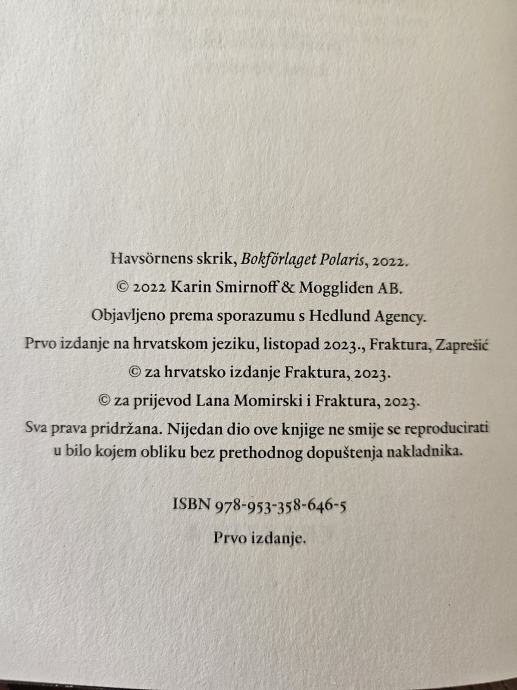 Havsörnens skrik, Bokförlaget Polaris, 2022.
© 2022 Karin Smirnoff & Moggliden AB.
Objavljeno prema sporazumu s Hedlund Agency.
Prvo izdanje na hrvatskom jeziku, listopad 2023., Fraktura, Zaprešić
© za hrvatsko izdanje Fraktura, 2023.
© za prijevod Lana Momirski i Fraktura, 2023.
Sva prava pridržana. Nijedan dio ove knjige ne smije se reproducirati
u bilo kojem obliku bez prethodnog dopuštenja nakladnika.
ISBN 978-953-358-646-5
Prvo izdanje.